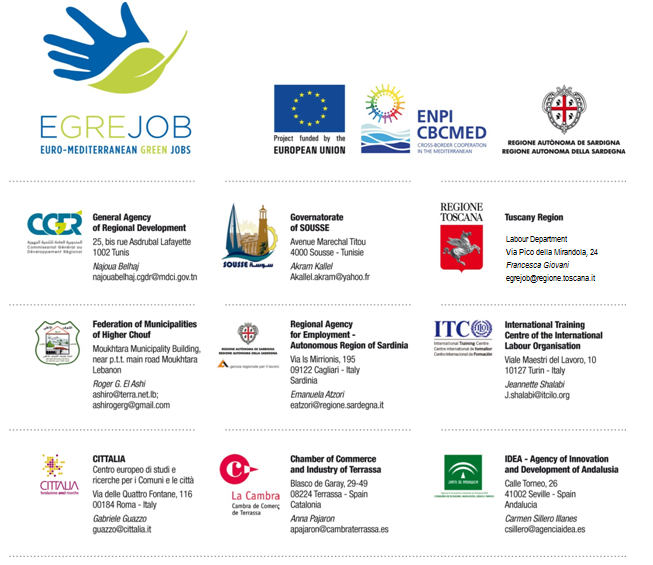 EGREJOB
EURO-MEDITERRANEAN GREEN JOBS
Project funded by the
EUROPEAN UNION
ENPI
CBCMED
CROSS-BORDER COOPERATION
IN THE MEDITERRANEAN
REGIONE AUTÒNOMA DE SARDIGNA
REGIONE AUTONOMA DELLA SARDEGNA
Commissariat Général au
Développement Régional
General Agency
of Regional Development
25, bis rue Asdrubal Lafayette
1002 Tunis
Najoua Belhaj
najouabelhaj.cgdr@mdci.gov.tn
SOUSSE سوسة
Governatorate
of SOUSSE
Avenue Marechal Titou
4000 Sousse - Tunisie
Akram Kallel
Akallel.akram@yahoo.fr
REGIONE
TOSCANA
Tuscany Region
Labour Department
Via Pico della Mirandola, 24
Francesca Giovani
egrejob@regione.toscana.it
Federation of Municipalities
of Higher Chouf
Moukhtara Municipality Building,
near p.t.t. main road Moukhtara
Lebanon
Roger G. El Ashi
ashiro@terra.net.lb;
ashirogerg@gmail.com
REGIONE AUTÒNOMA DE SARDIGNA
REGIONE AUTONOMA DELLA SARDEGNA
Agenzia regionale per il lavoro
Regional Agency
for Employment -
Autonomous Region of Sardinia
Via Is Mirrionis, 195
09122 Cagliari - Italy
Sardinia
Emanuela Atzori
eatzori@regione.sardegna.it
ITC
International Training Centre
Centre international de formation
Centro Internacional de Formación
International Training
Centre of the International
Labour Organisation
Viale Maestri del Lavoro, 10
10127 Turin - Italy
Jeannette Shalabi
J.shalabi@itcilo.org
CITTALIA
fondazione anci ricerche
CITTALIA
Centro europeo di studi e
ricerche per i Comuni e le città
Via delle Quattro Fontane, 116
00184 Roma - Italy
Gabriele Guazzo
guazzo@cittalia.it
La Cambra
Cambra de Comerç
de Terrassa
Chamber of Commerce
and Industry of Terrassa
Blasco de Garay, 29-49
08224 Terrassa - Spain
Catalonia
Anna Pajaron
apajaron@cambraterrassa.es
JUNTA DE ANDALUCIA
IDEA - Agency of Innovation
and Development of Andalusia
Calle Torneo, 26
41002 Seville - Spain
Andalucia
Carmen Sillero Illanes
csillero@agenciaidea.es